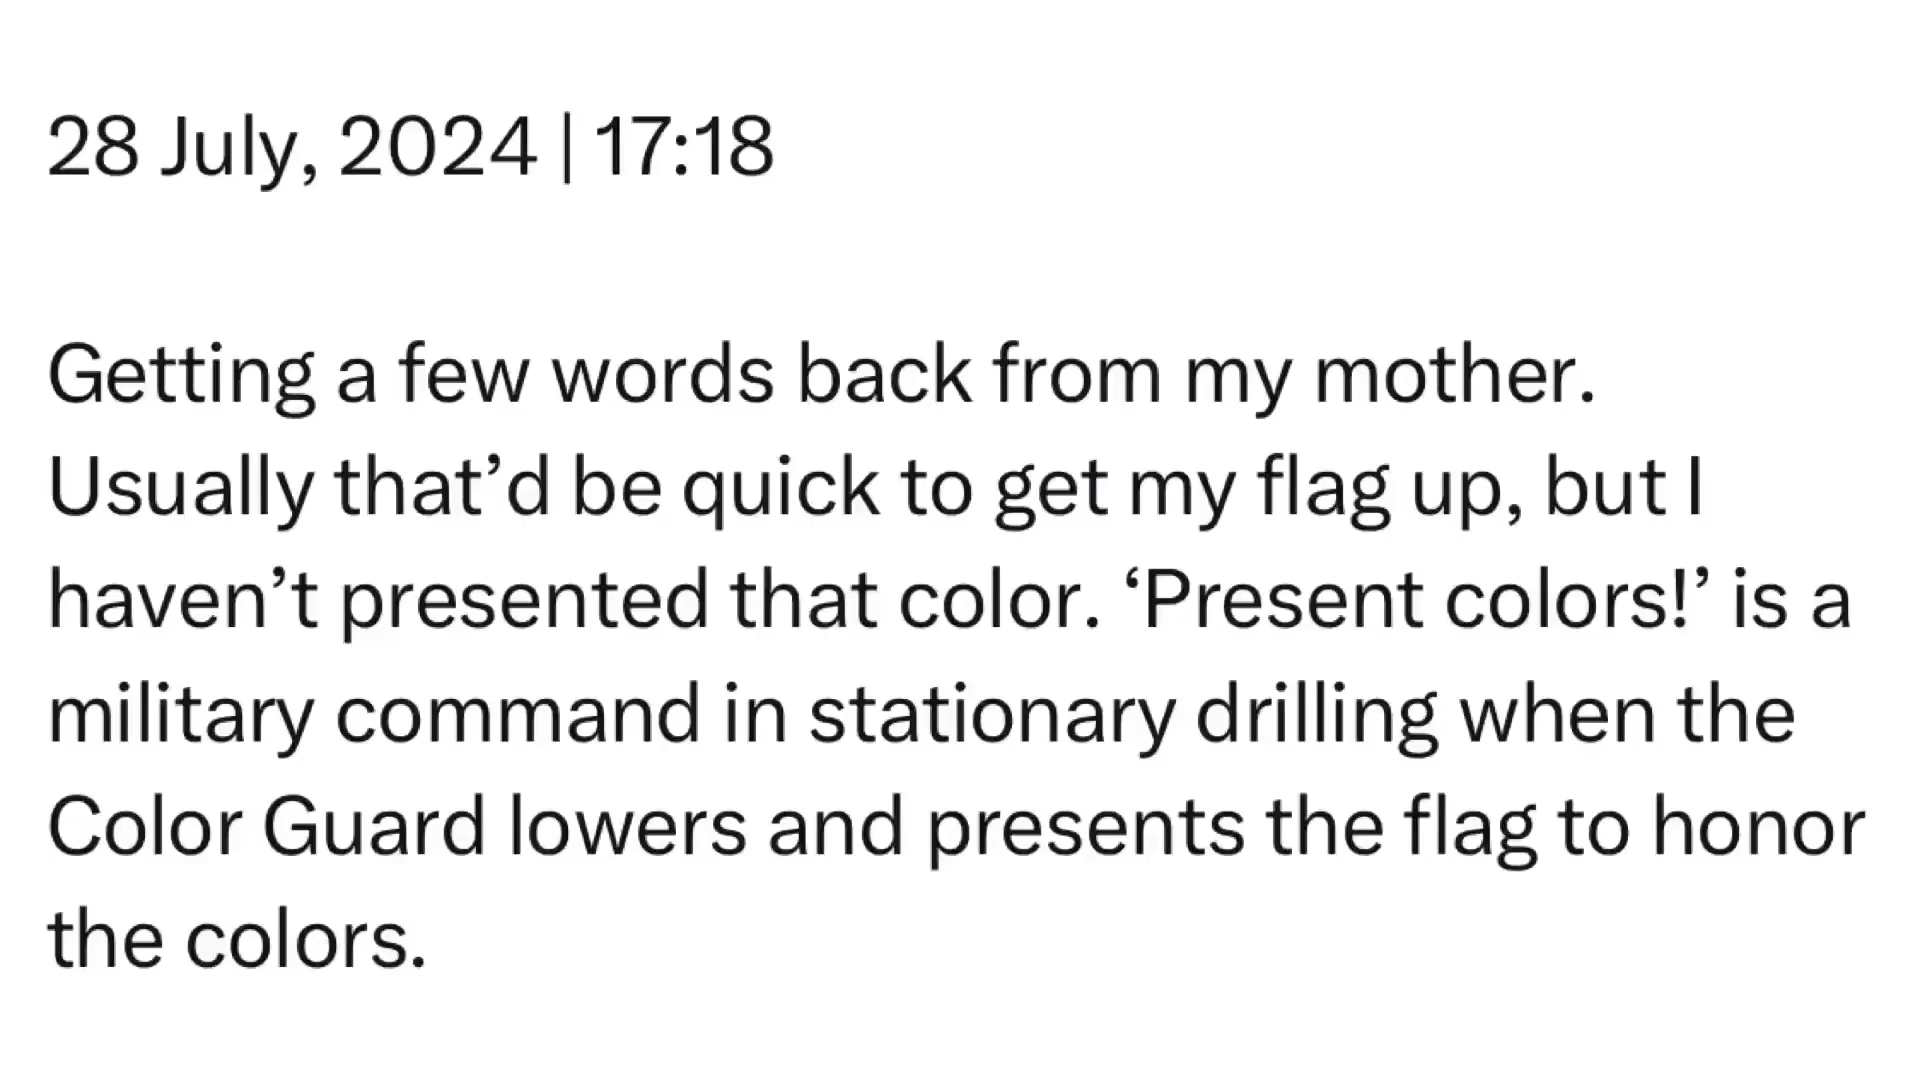 28 July, 2024 | 17:18
Getting a few words back from my mother.
Usually that’d be quick to get my flag up, but I
haven’t presented that color. ‘Present colors!’ is a
military command in stationary drilling when the
Color Guard lowers and presents the flag to honor
the colors.